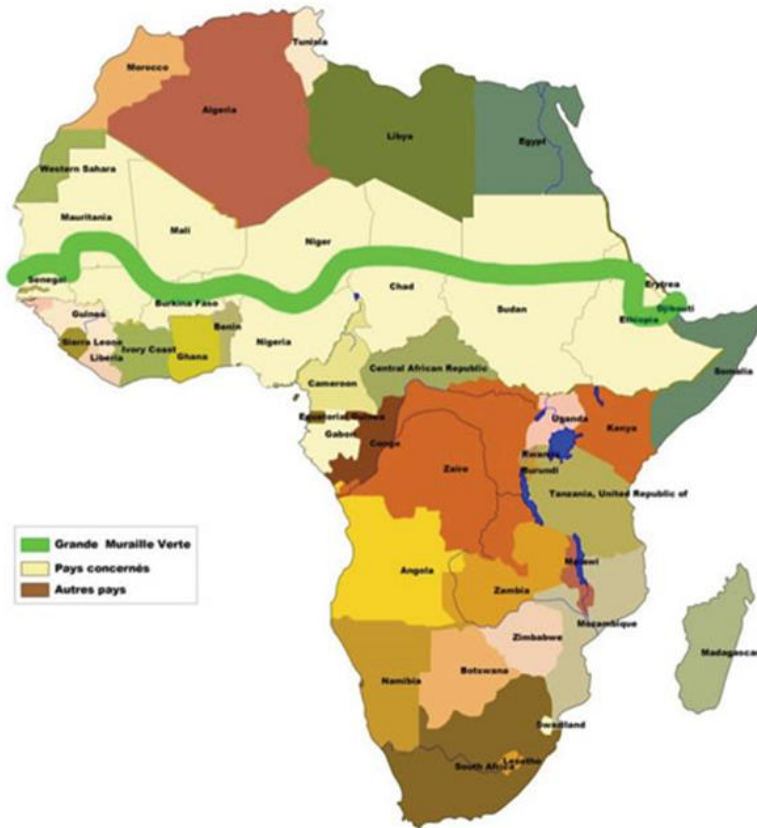 Tunisia
Morocco
Algeria
Libya
Egypt
Western Sahara
Mauritania
Mali
Niger
Chad
Sudan
Erytrea
Djibouti
Ethiopia
Somalia
Senegal
Burkina Faso
Guinea
Sierra Leone
Liberia
Ivory Coast
Ghana
Benin
Nigeria
Central African Republic
Cameroon
Equatorial Guinea
Gabon
Congo
Zaire
Uganda
Kenya
Rwanda
Burundi
Tanzania, United Republic of
Grande Muraille Verte
Pays concernés
Autres pays
Angola
Zambia
Malawi
Mozambique
Zimbabwe
Madagascar
Namibia
Botswana
Swaziland
South Africa
Lesotho